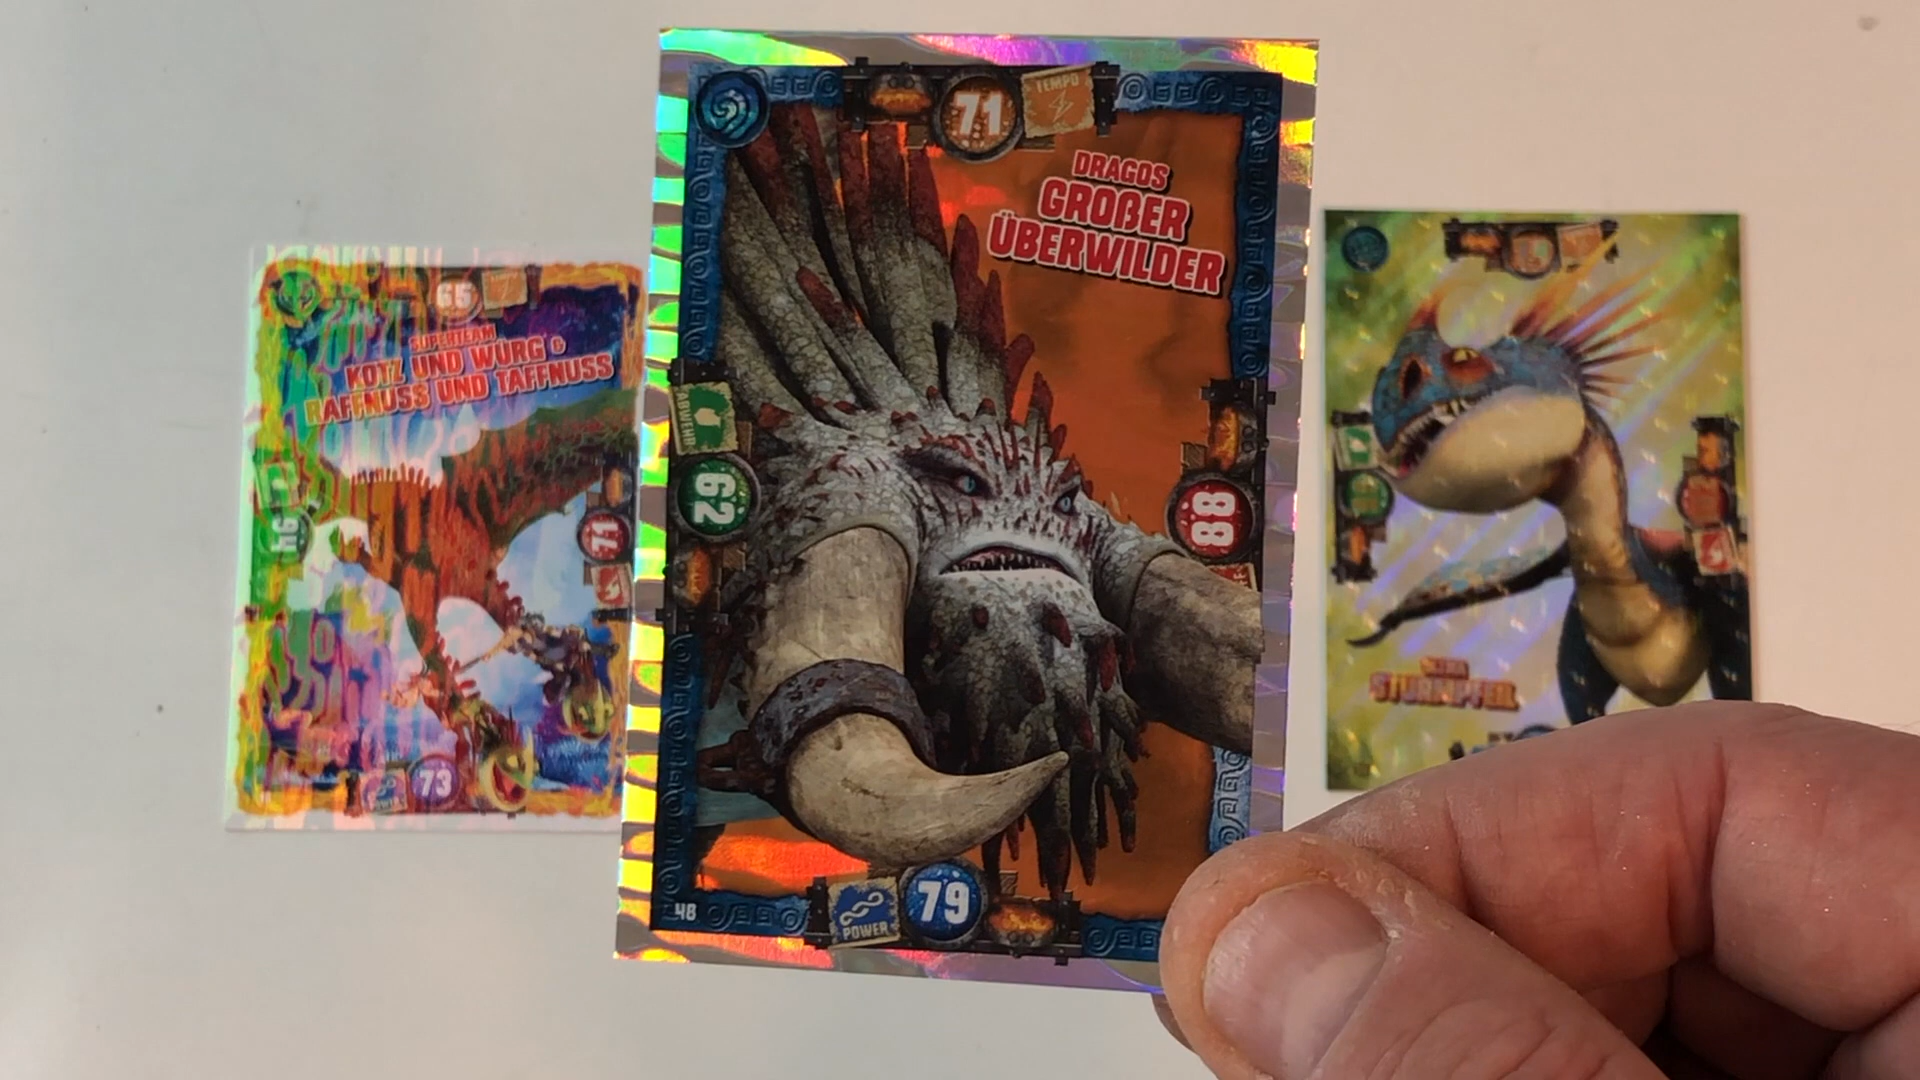 65
SUPERTEAM
KOTZ UND WÜRG &
RAFFNUSS UND TAFFNUSS
94
71
73
71
TEMPO
DRAGOS
GROßER
ÜBERWILDER
ABWEHR
62
88
48
POWER
79
STURMPFEIL